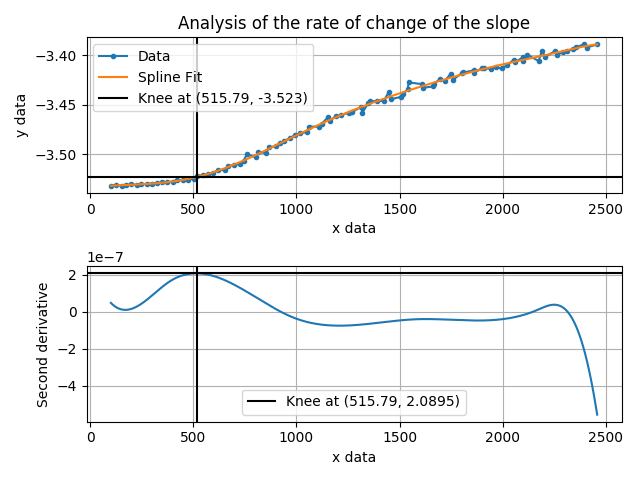 Analysis of the rate of change of the slope
y data
−3.40
−3.45
−3.50
Data
Spline Fit
Knee at (515.79, -3.523)
0 500 1000 1500 2000 2500
x data
1e−7
Second derivative
2
0
−2
−4
Knee at (515.79, 2.0895)
0 500 1000 1500 2000 2500
x data